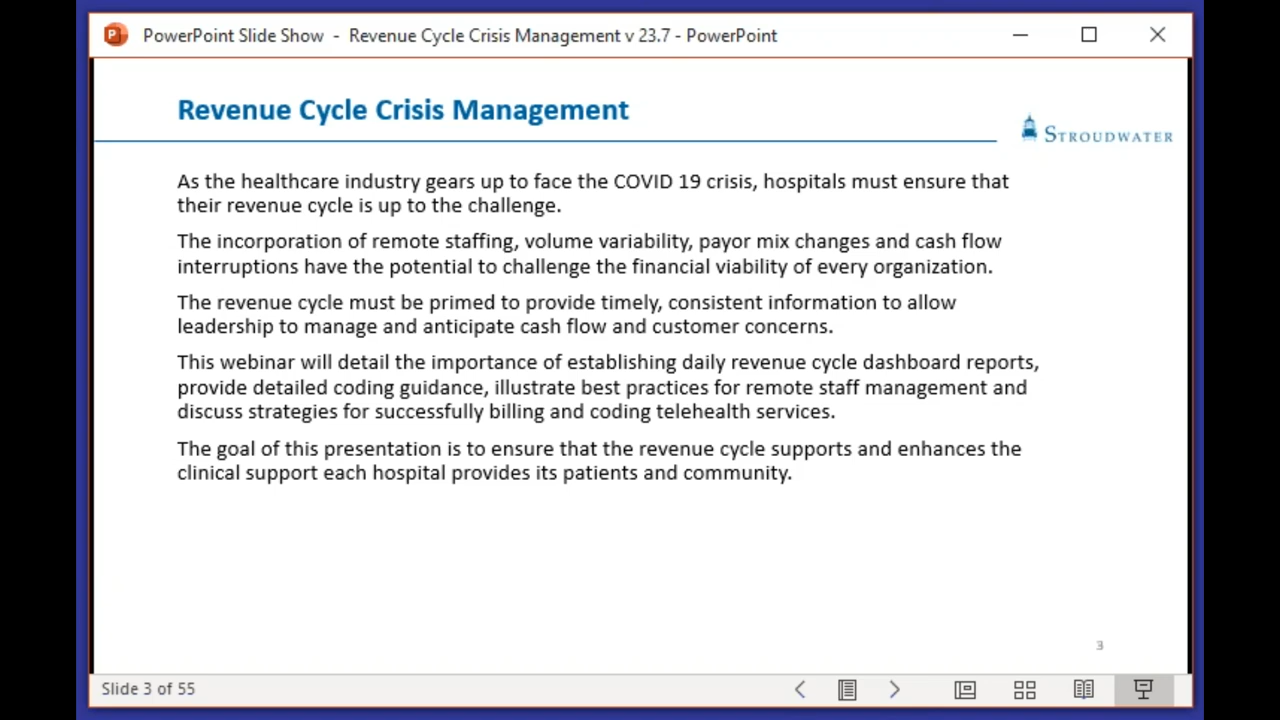 PowerPoint Slide Show - Revenue Cycle Crisis Management v 23.7 - PowerPoint
Revenue Cycle Crisis Management
STROUDWATER
As the healthcare industry gears up to face the COVID 19 crisis, hospitals must ensure that
their revenue cycle is up to the challenge.
The incorporation of remote staffing, volume variability, payor mix changes and cash flow
interruptions have the potential to challenge the financial viability of every organization.
The revenue cycle must be primed to provide timely, consistent information to allow
leadership to manage and anticipate cash flow and customer concerns.
This webinar will detail the importance of establishing daily revenue cycle dashboard reports,
provide detailed coding guidance, illustrate best practices for remote staff management and
discuss strategies for successfully billing and coding telehealth services.
The goal of this presentation is to ensure that the revenue cycle supports and enhances the
clinical support each hospital provides its patients and community.
3
Slide 3 of 55